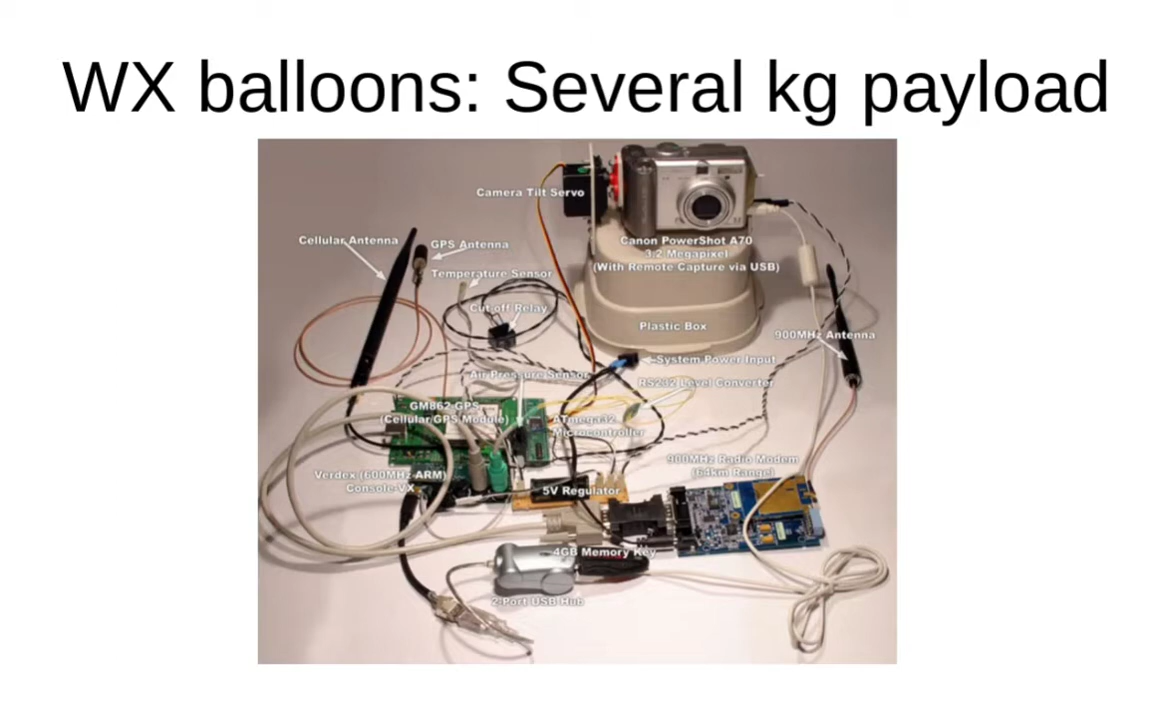 WX balloons: Several kg payload
Camera Tilt Servo
Cellular Antenna
GPS Antenna
Canon PowerShot A70
3.2 Megapixel
(With Remote Capture via USB)
Temperature Sensor
Cut-off Relay
Plastic Box
900MHz Antenna
System Power Input
Air Pressure Sensor
RS232 Level Converter
GM862-GPS
(Cellular/GPS Module)
ATmega32
Microcontroller
900MHz Radio Modem
(64km Range)
Verdex (600MHz ARM)
Console-VX
5V Regulator
4GB Memory Key
2-Port USB Hub